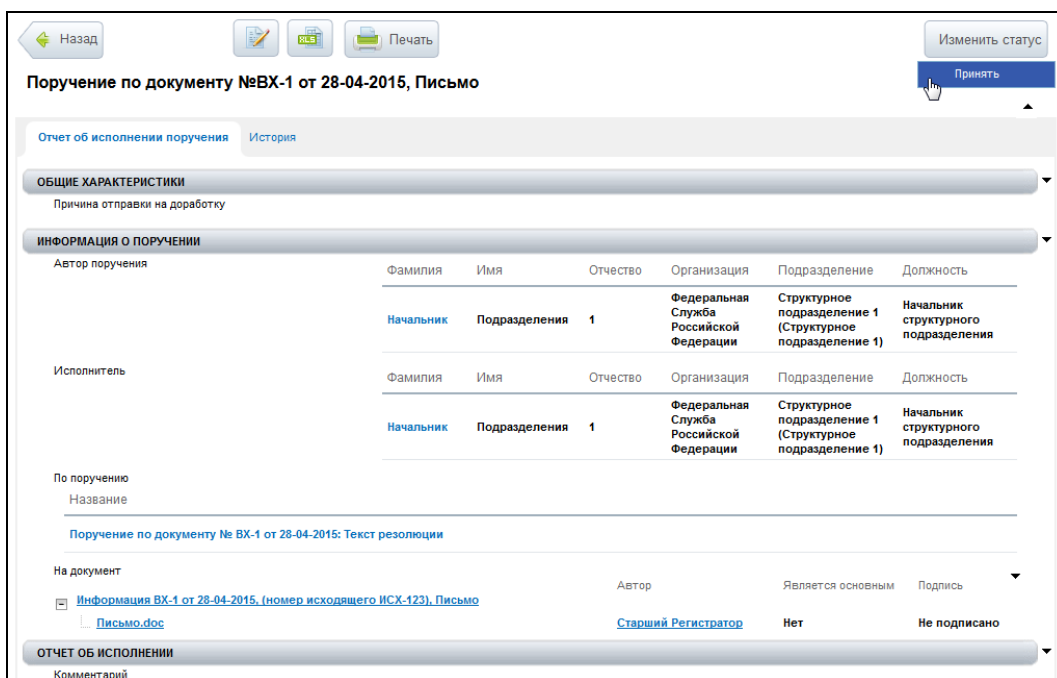 Назад
XLS
Печать
Изменить статус
Принять
Поручение по документу №ВХ-1 от 28-04-2015, Письмо
Отчет об исполнении поручения История
ОБЩИЕ ХАРАКТЕРИСТИКИ
Причина отправки на доработку
ИНФОРМАЦИЯ О ПОРУЧЕНИИ
Автор поручения
Фамилия Имя Отчество Организация Подразделение Должность
Начальник Подразделения 1 Федеральная Служба Российской Федерации Структурное подразделение 1 (Структурное подразделение 1) Начальник структурного подразделения
Исполнитель
Фамилия Имя Отчество Организация Подразделение Должность
Начальник Подразделения 1 Федеральная Служба Российской Федерации Структурное подразделение 1 (Структурное подразделение 1) Начальник структурного подразделения
По поручению
Название
Поручение по документу № ВХ-1 от 28-04-2015: Текст резолюции
На документ
Автор Является основным Подпись
Информация ВХ-1 от 28-04-2015, (номер исходящего ИСХ-123), Письмо
Письмо.doc Старший Регистратор Нет Не подписано
ОТЧЕТ ОБ ИСПОЛНЕНИИ
Комментарий